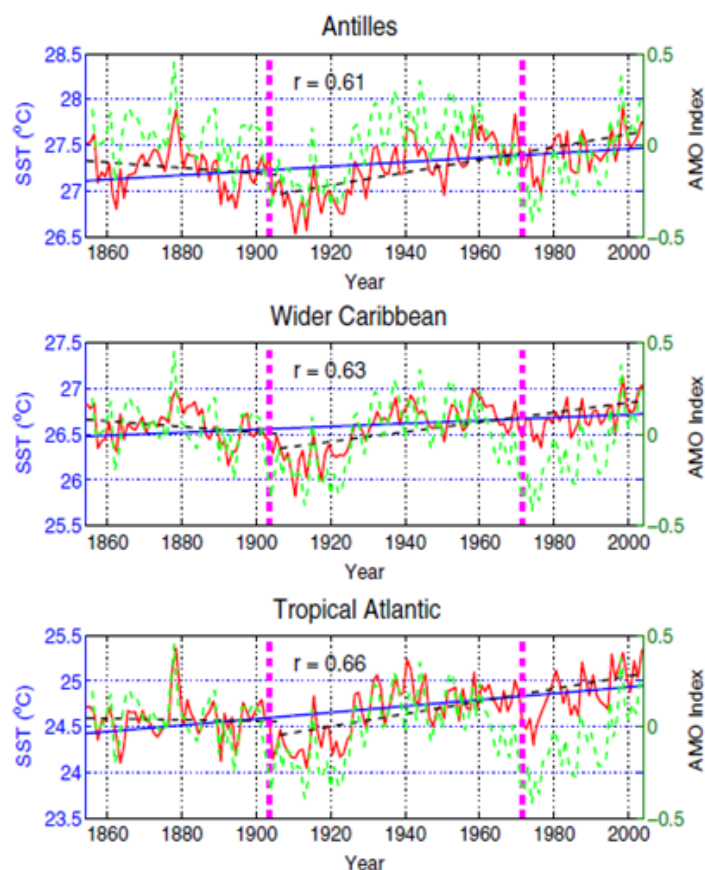 Antilles
28.5
28
27.5
27
26.5
SST (°C)
r = 0.61
0.5
0
−0.5
AMO Index
1860 1880 1900 1920 1940 1960 1980 2000
Year
Wider Caribbean
27.5
27
26.5
26
25.5
SST (°C)
r = 0.63
0.5
0
−0.5
AMO Index
1860 1880 1900 1920 1940 1960 1980 2000
Year
Tropical Atlantic
25.5
25
24.5
24
23.5
SST (°C)
r = 0.66
0.5
0
−0.5
AMO Index
1860 1880 1900 1920 1940 1960 1980 2000
Year